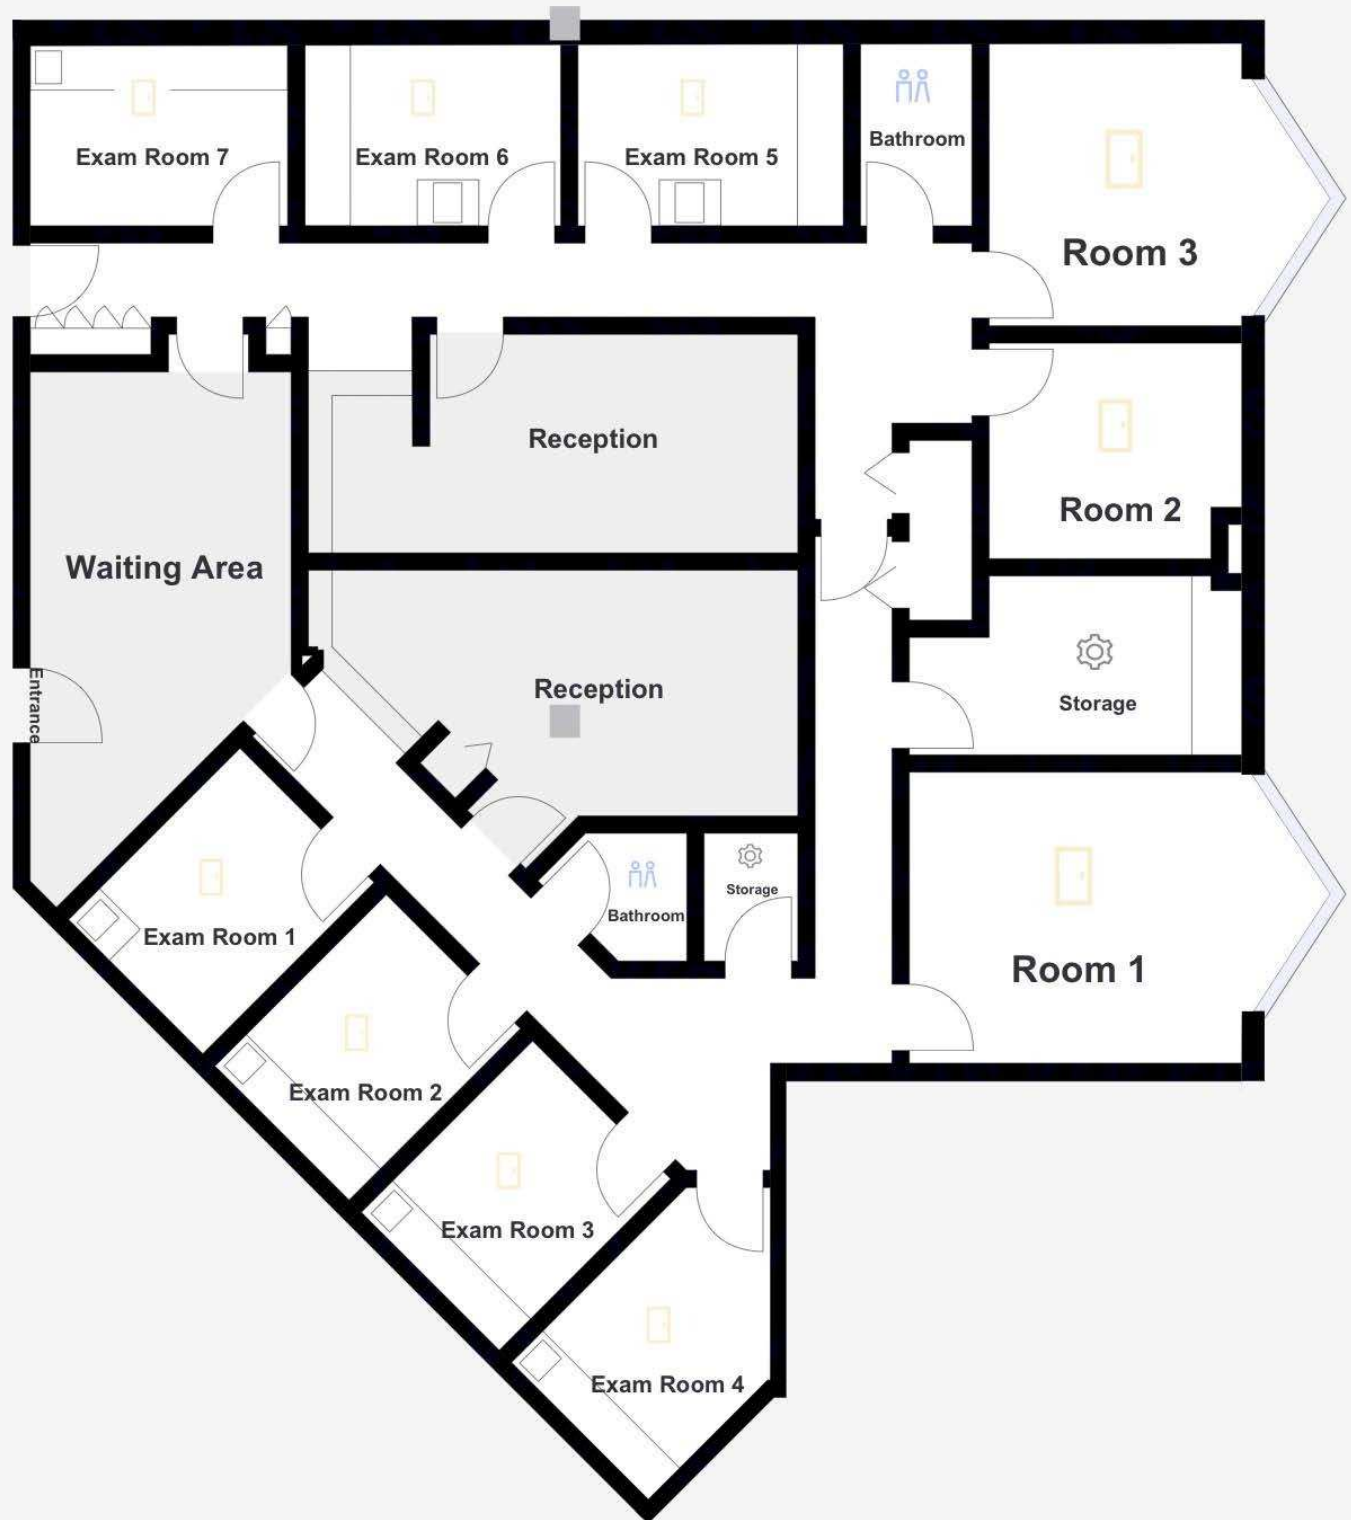 Exam Room 7
Exam Room 6
Exam Room 5
Bathroom
Room 3
Reception
Room 2
Waiting Area
Entrance
Reception
Storage
Exam Room 1
Bathroom
Storage
Room 1
Exam Room 2
Exam Room 3
Exam Room 4